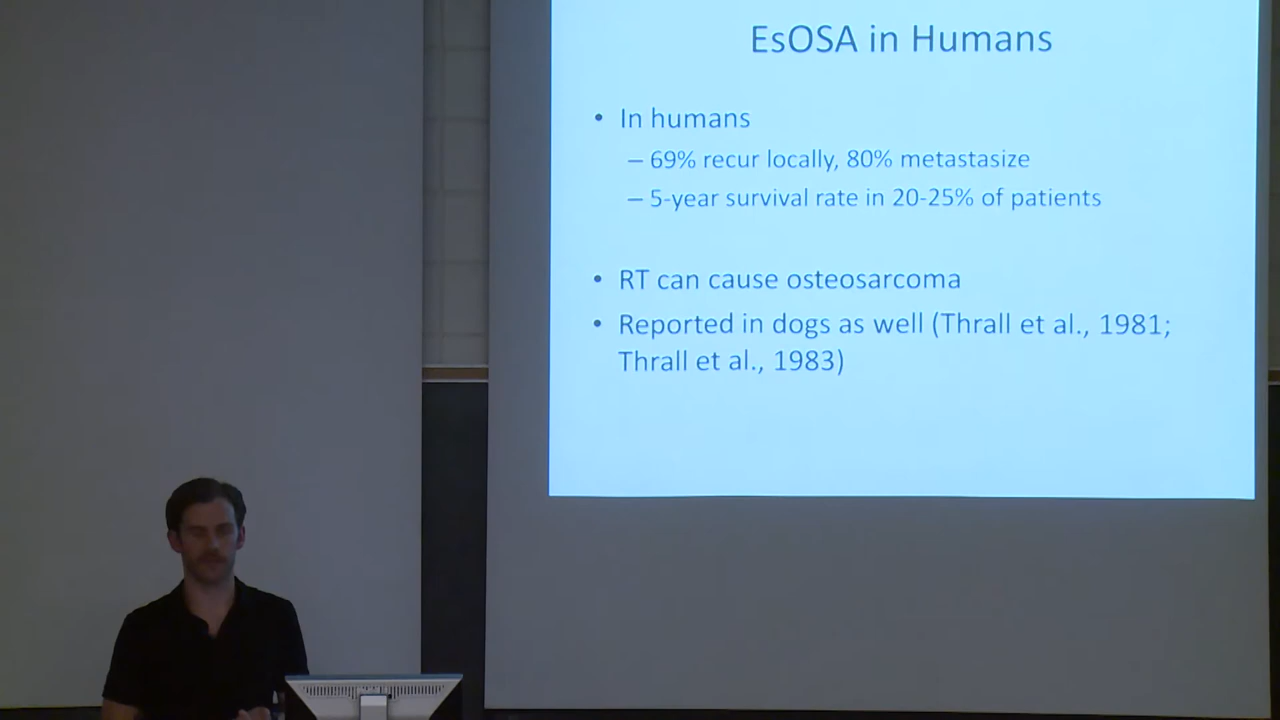 EsOSA in Humans
• In humans
– 69% recur locally, 80% metastasize
– 5-year survival rate in 20-25% of patients
• RT can cause osteosarcoma
• Reported in dogs as well (Thrall et al., 1981;
Thrall et al., 1983)